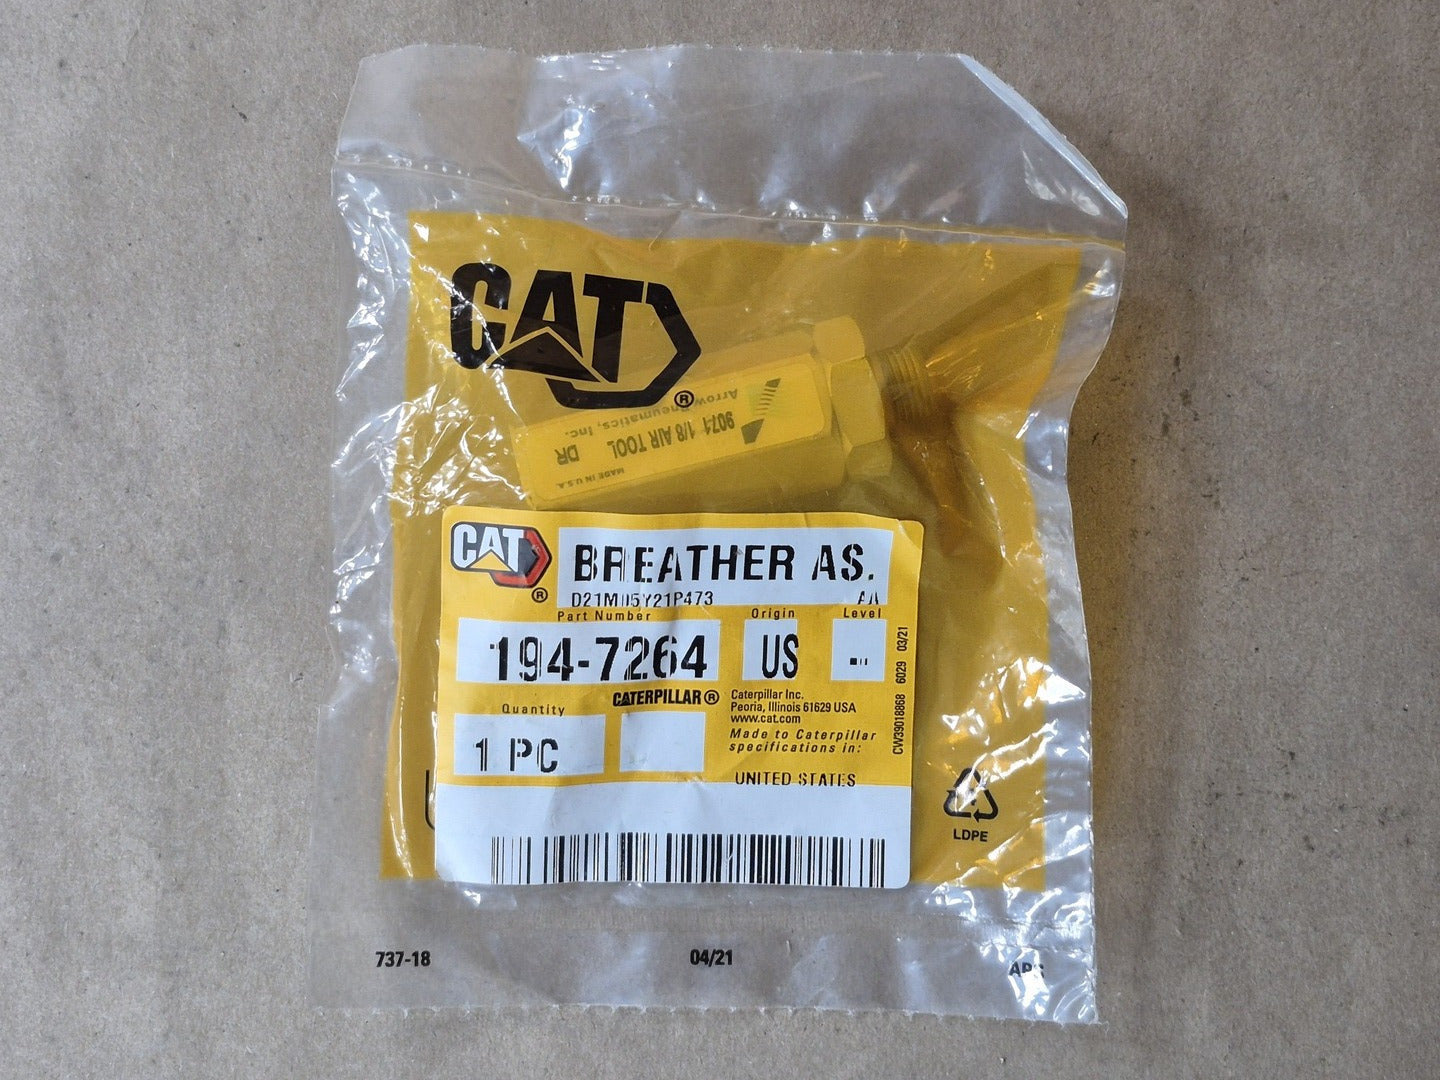 CAT®
Arrow Pneumatics, Inc.
9071 1/8 AIR TOOL DR
MADE IN U.S.A.
CAT®
BREATHER AS.
D21M05Y21P473 AA
Part Number Origin Level
194-7264 US
CATERPILLAR®
Quantity
1 PC
Caterpillar Inc.
Peoria, Illinois 61629 USA
www.cat.com
Made to Caterpillar
specifications in:
UNITED STATES
CW39018868 6029 03/21
LDPE
737-18 04/21